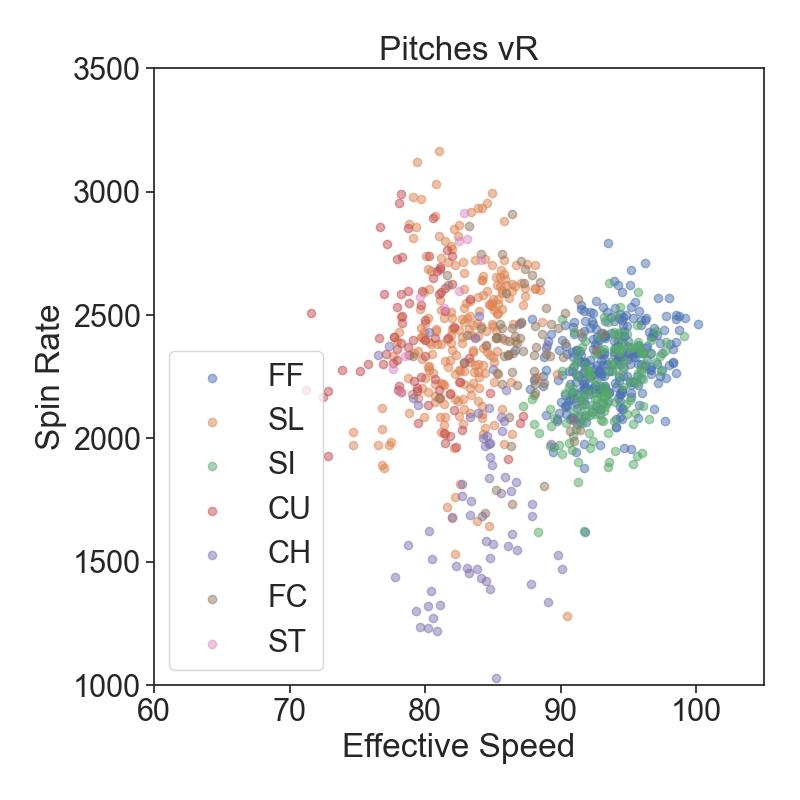 Pitches vR
3500
3000
2500
2000
1500
1000
Spin Rate
FF
SL
SI
CU
CH
FC
ST
60
70
80
90
100
Effective Speed